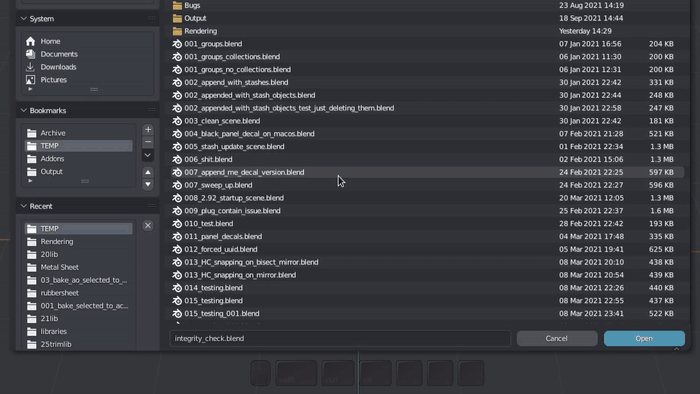 Bugs 23 Aug 2021 14:19
System
Output 18 Sep 2021 14:44
Rendering Yesterday 14:29
Home
001_groups.blend 07 Jan 2021 16:56 204 KB
Documents
001_groups_collections.blend 06 Jan 2021 11:30 200 KB
Downloads
001_groups_no_collections.blend 06 Jan 2021 12:31 200 KB
Pictures
002_append_with_stashes.blend 30 Jan 2021 22:42 331 KB
002_appended_with_stash_objects.blend 30 Jan 2021 22:44 248 KB
Bookmarks
002_appended_with_stash_objects_test_just_deleting_them.blend 30 Jan 2021 22:58 247 KB
003_clean_scene.blend 30 Jan 2021 22:42 181 KB
Archive
004_black_panel_decal_on_macos.blend 07 Feb 2021 21:28 521 KB
TEMP
005_stash_update_scene.blend 01 Feb 2021 22:34 1.3 MB
Addons
006_shit.blend 02 Feb 2021 15:06 1.3 MB
Output
007_append_me_decal_version.blend 24 Feb 2021 22:25 597 KB
007_sweep_up.blend 24 Feb 2021 22:27 596 KB
008_2.92_startup_scene.blend 20 Mar 2021 12:05 1.3 MB
Recent
009_plug_contain_issue.blend 25 Feb 2021 22:37 1.6 MB
TEMP
010_test.blend 28 Feb 2021 22:42 193 KB
Rendering
011_panel_decals.blend 04 Mar 2021 17:48 335 KB
20lib
012_forced_uuid.blend 05 Mar 2021 19:41 625 KB
Metal Sheet
013_HC_snapping_on_bisect_mirror.blend 08 Mar 2021 20:10 438 KB
03_bake_ao_selected_to_...
013_HC_snapping_on_mirror.blend 08 Mar 2021 20:54 439 KB
rubbersheet
014_testing.blend 08 Mar 2021 22:26 440 KB
001_bake_selected_to_ac...
015_testing.blend 08 Mar 2021 22:55 437 KB
21lib
015_testing_001.blend 08 Mar 2021 23:41 522 KB
libraries
integrity_check.blend Cancel Open
25trimlib